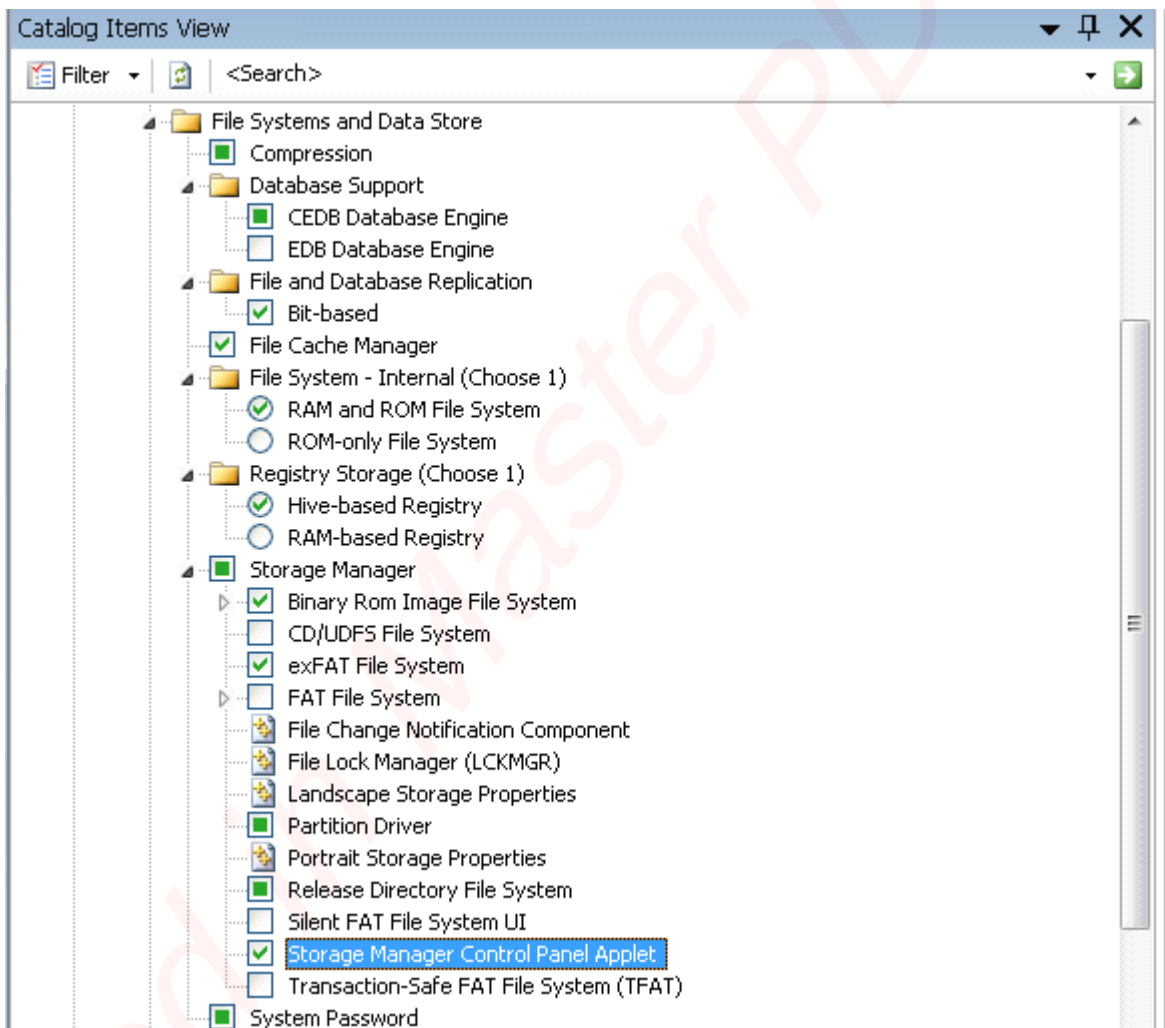 Catalog Items View
Filter <Search>
File Systems and Data Store
Compression
Database Support
CEDB Database Engine
EDB Database Engine
File and Database Replication
Bit-based
File Cache Manager
File System - Internal (Choose 1)
RAM and ROM File System
ROM-only File System
Registry Storage (Choose 1)
Hive-based Registry
RAM-based Registry
Storage Manager
Binary Rom Image File System
CD/UDFS File System
exFAT File System
FAT File System
File Change Notification Component
File Lock Manager (LCKMGR)
Landscape Storage Properties
Partition Driver
Portrait Storage Properties
Release Directory File System
Silent FAT File System UI
Storage Manager Control Panel Applet
Transaction-Safe FAT File System (TFAT)
System Password
in Master PD